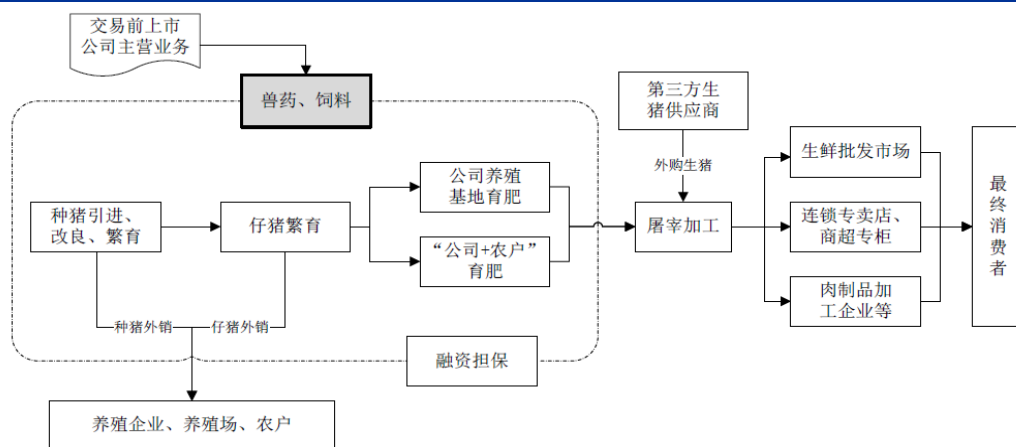 交易前上市
公司主营业务
兽药、饲料
第三方生
猪供应商
外购生猪
生鲜批发市场
公司养殖
基地育肥
种猪引进、
改良、繁育
仔猪繁育
“公司+农户”
育肥
屠宰加工
连锁专卖店、
商超专柜
最
终
消
费
者
肉制品加
工企业等
种猪外销
仔猪外销
融资担保
养殖企业、养殖场、农户